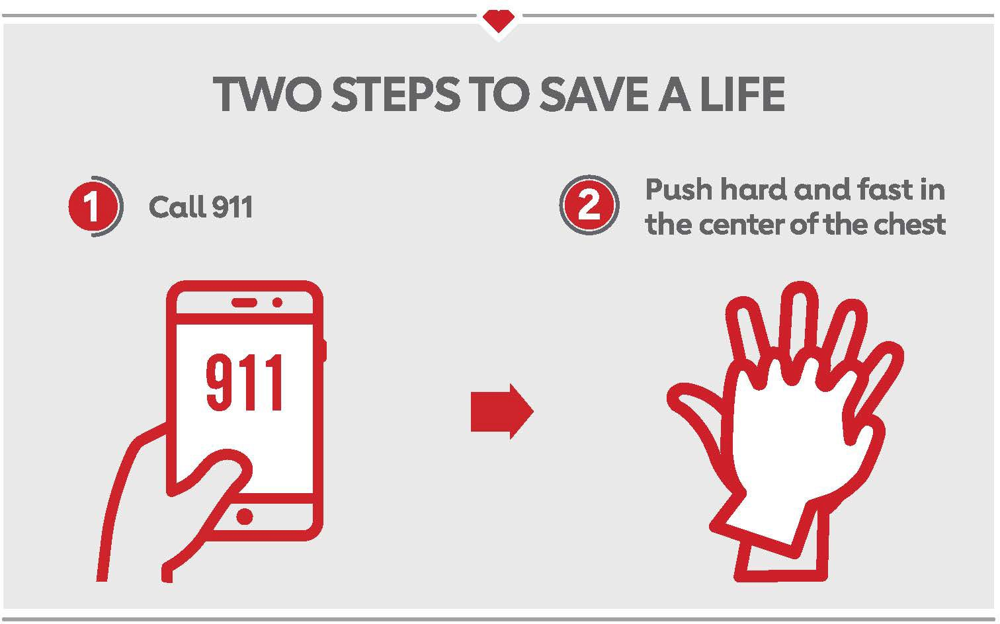 TWO STEPS TO SAVE A LIFE
1 Call 911
2 Push hard and fast in
the center of the chest
911